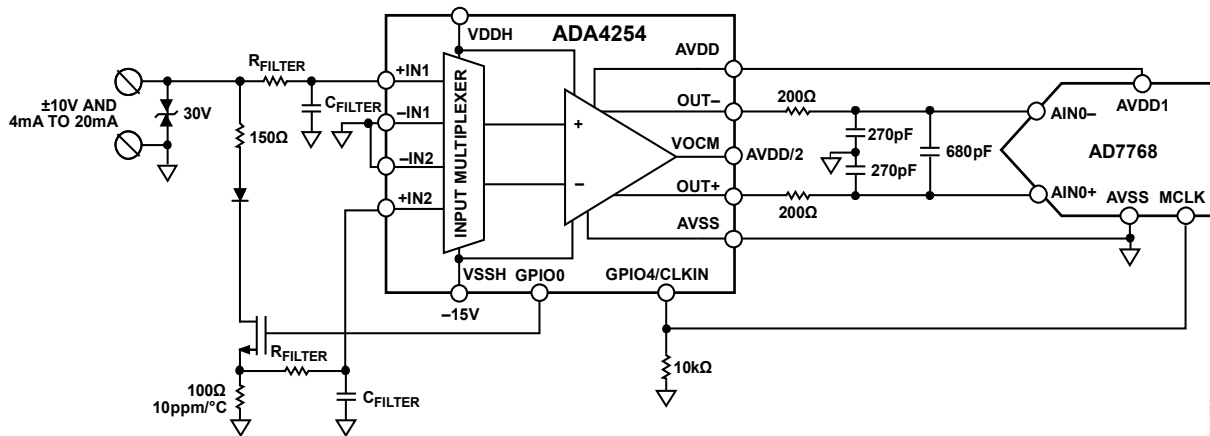 VDDH
ADA4254
AVDD
RFILTER
+IN1
±10V AND
4mA TO 20mA
30V
CFILTER
150Ω
–IN1
–IN2
+IN2
INPUT MULTIPLEXER
+
–
OUT–
200Ω
VOCM
AVDD/2
OUT+
200Ω
270pF
270pF
680pF
AVDD1
AIN0–
AD7768
AIN0+
AVSS
MCLK
AVSS
VSSH
GPIO0
GPIO4/CLKIN
–15V
RFILTER
100Ω
10ppm/°C
CFILTER
10kΩ